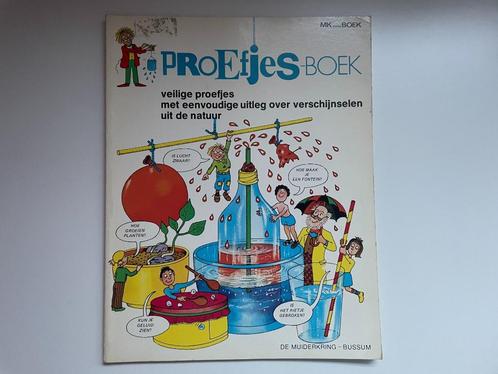 MK BOEK
PROEFjES-BOEK
veilige proefjes
met eenvoudige uitleg over verschijnselen
uit de natuur
IS LUCHT
ZWAAR?
HOE MAAK
JE
EEN FONTEIN?
HOE
GROEIEN
PLANTEN?
KUN JE
GELUID
ZIEN?
IS
HET RIETJE
GEBROKEN?
DE MUIDERKRING - BUSSUM